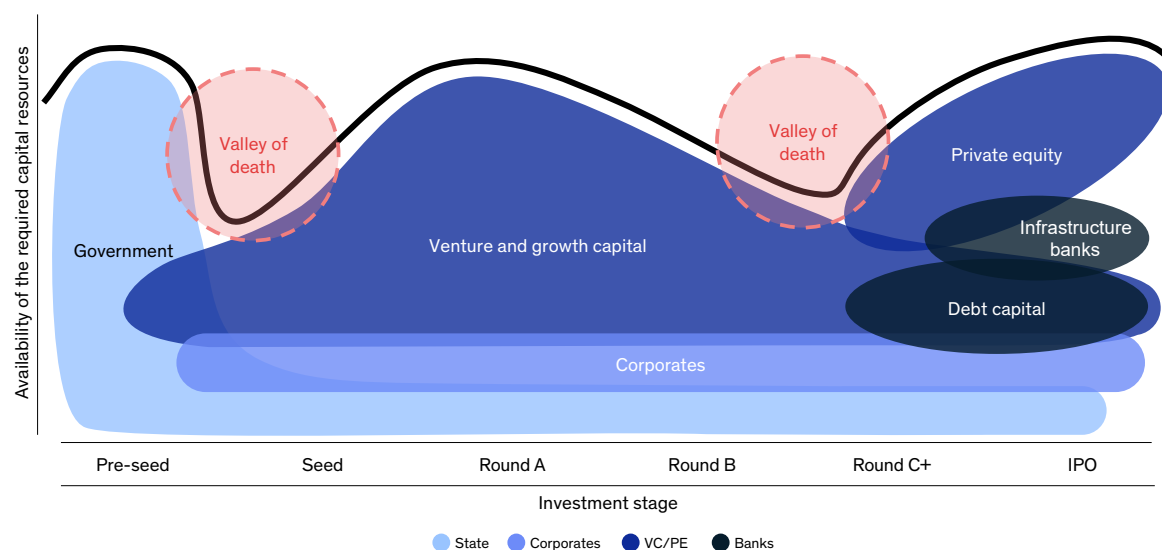 Availability of the required capital resources
Valley of
death
Valley of
death
Private equity
Government
Venture and growth capital
Infrastructure
banks
Debt capital
Corporates
Pre-seed
Seed
Round A
Round B
Round C+
IPO
Investment stage
State
Corporates
VC/PE
Banks